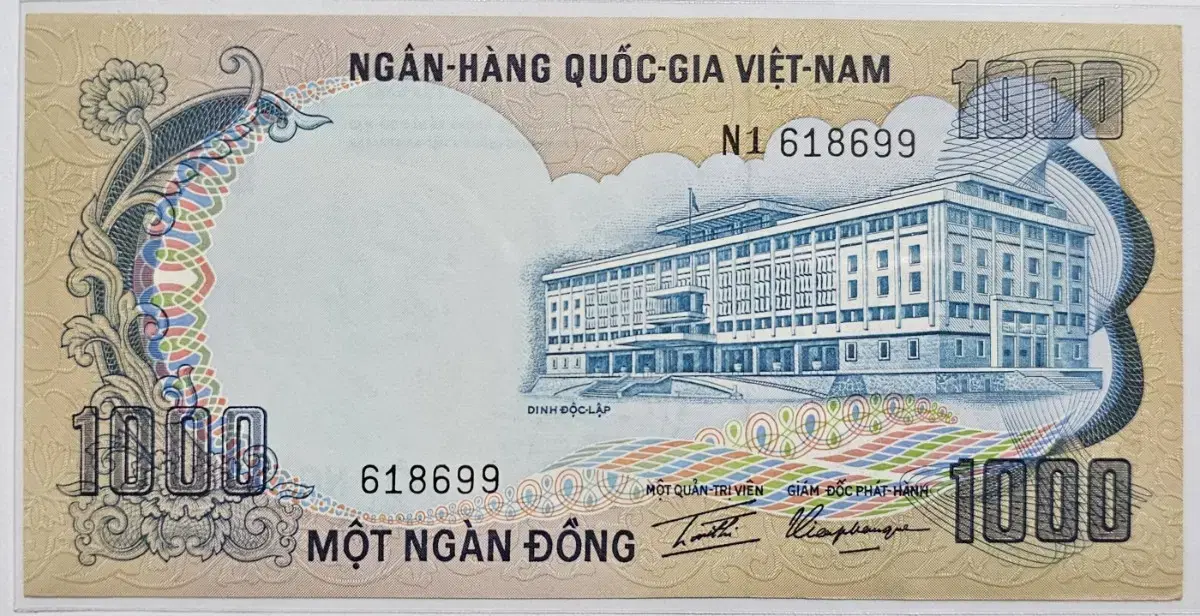 NGÂN-HÀNG QUỐC-GIA VIỆT-NAM
1000
N1 618699
DINH ĐỘC-LẬP
1000
618699
MỘT QUẢN-TRỊ VIÊN
GIÁM ĐỐC PHÁT-HÀNH
1000
MỘT NGÀN ĐỒNG